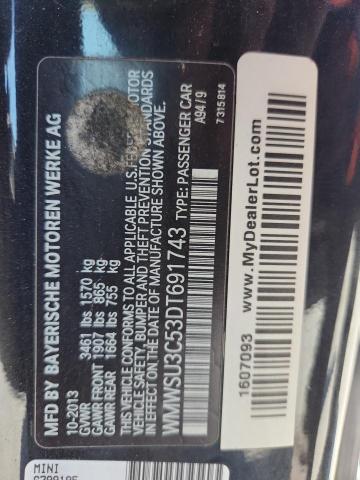 MFD BY BAYERISCHE MOTOREN WERKE AG
10-2013
GVWR 3461 lbs 1570 kg
GAWR FRONT 1906 lbs 865 kg
GAWR REAR 1664 lbs 755 kg
THIS VEHICLE CONFORMS TO ALL APPLICABLE U.S. MOTOR
VEHICLE SAFETY, BUMPER AND THEFT PREVENTION STANDARDS
IN EFFECT ON THE DATE OF MANUFACTURE SHOWN ABOVE.
WMWSU3C53DT691743 TYPE: PASSENGER CAR
A94/9
7 315 814
1607093 www.MyDealerLot.com
MINI